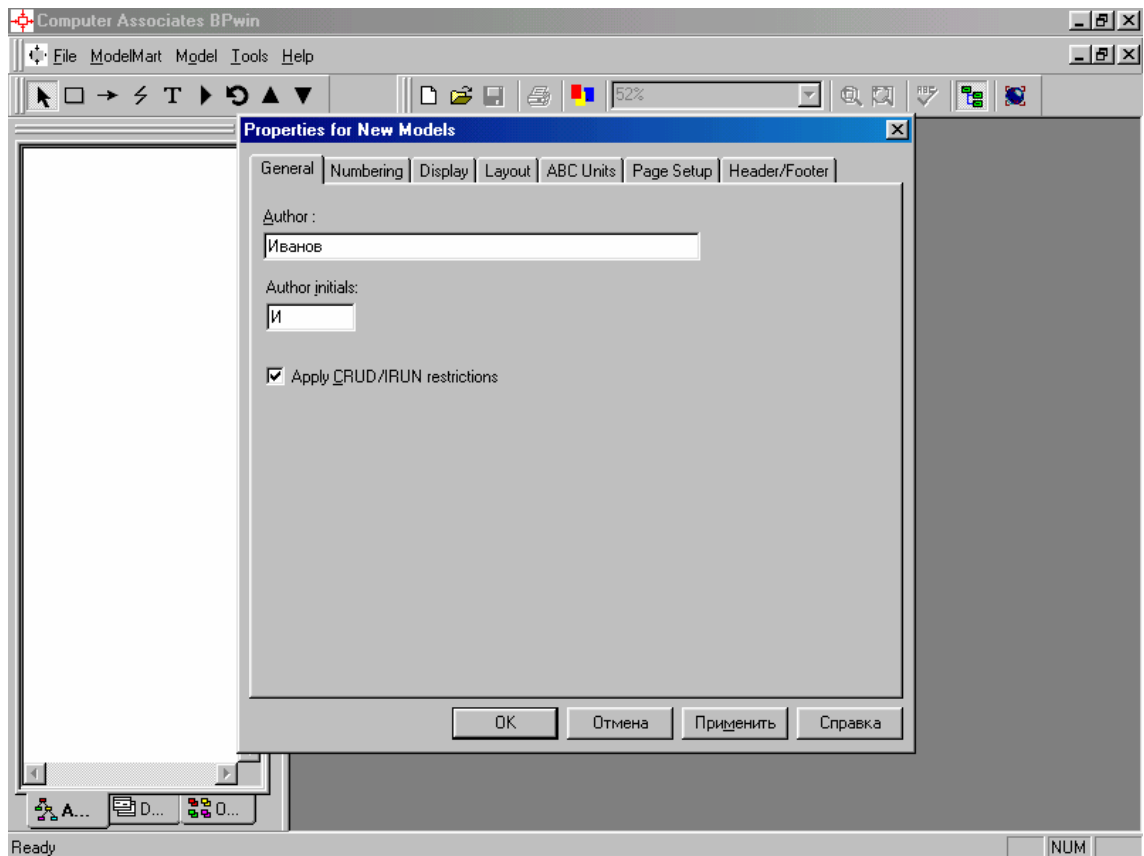 Computer Associates BPwin
File ModelMart Model Tools Help
T 52% ABC
Properties for New Models
General Numbering Display Layout ABC Units Page Setup Header/Footer
Author :
Иванов
Author initials:
И
Apply CRUD/IRUN restrictions
OK Отмена Применить Справка
A... D... O...
Ready NUM